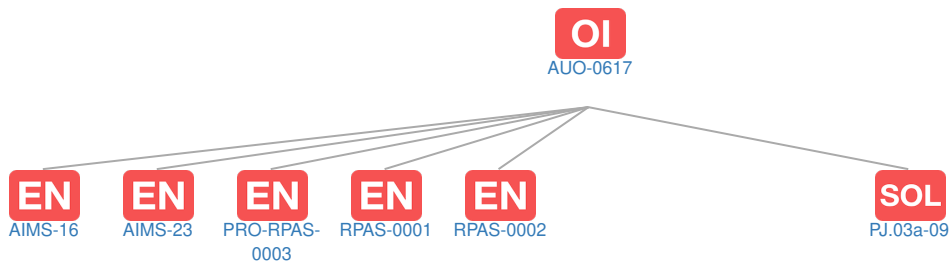 OI
AUO-0617
EN EN EN EN EN SOL
AIMS-16 AIMS-23 PRO-RPAS- RPAS-0001 RPAS-0002 PJ.03a-09
0003